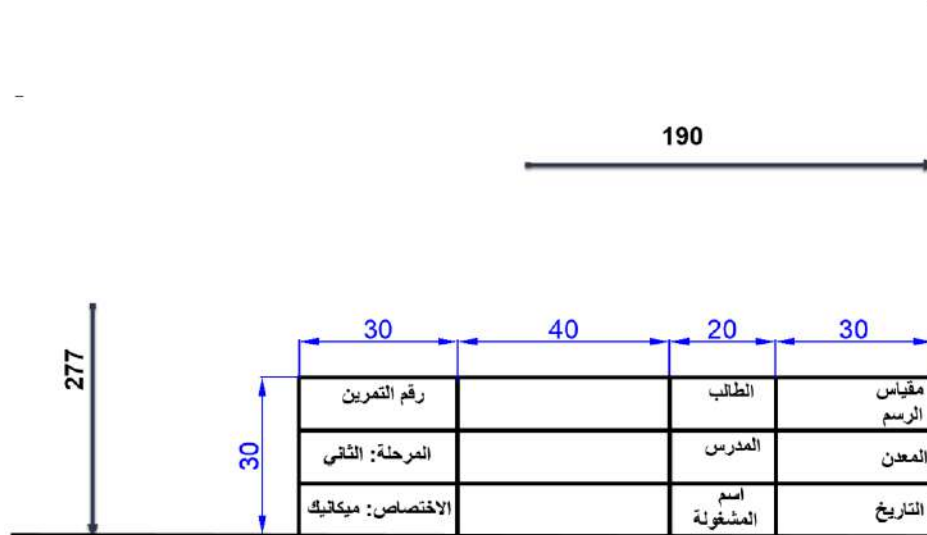 190
277
30 40 20 30
30
مقياس الرسم
الطالب
رقم التمرين
المعدن
المدرس
المرحلة: الثاني
التاريخ
اسم المشغولة
الاختصاص: ميكانيك